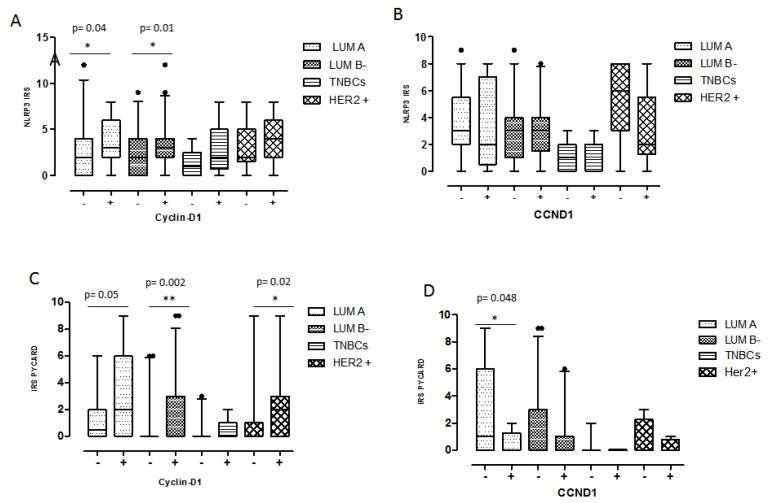 A
p= 0.04
p= 0.01
*
*
15
A
10
5
0
NLRP3 IRS
- + - + - + - +
Cyclin-D1
LUM A
LUM B-
TNBCs
HER2 +
B
10
8
6
4
2
0
NLRP3 IRS
- + - + - + - +
CCND1
LUM A
LUM B-
TNBCs
HER2 +
C
p= 0.05
p= 0.002
p= 0.02
**
*
10
8
6
4
2
0
IRS PYCARD
- + - + - + - +
Cyclin-D1
LUM A
LUM B-
TNBCs
HER2 +
D
p= 0.048
*
10
8
6
4
2
0
IRS PYCARD
- + - + - + - +
CCND1
LUM A
LUM B-
TNBCs
Her2+